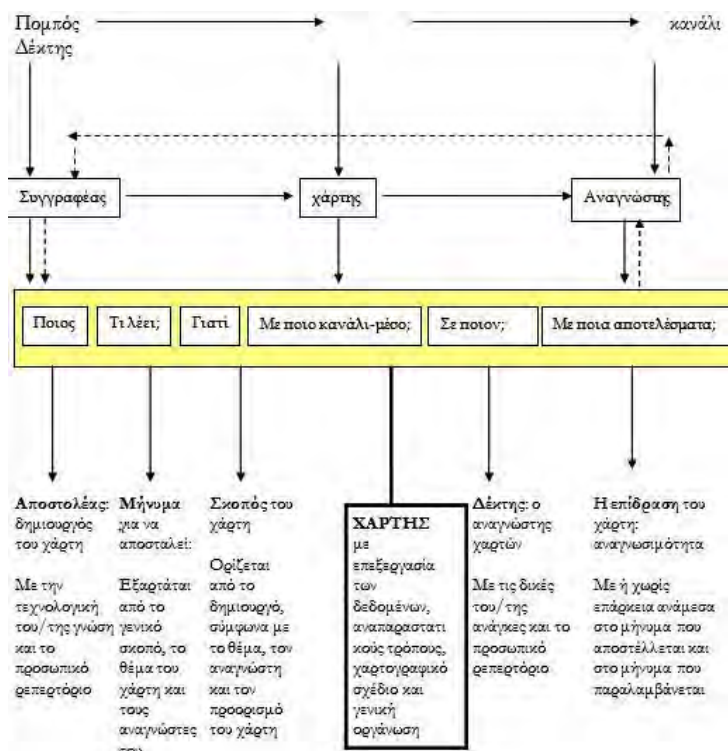 Πομπός κανάλι
Δέκτης
Συγγραφέας χάρτης Αναγνώστης
Ποιος Τι λέει; Γιατί Με ποιο κανάλι-μέσο; Σε ποιον; Με ποια αποτελέσματα;
Αποστολέας:
δημιουργός
του χάρτη
Με την
τεχνολογική
του/της γνώση
και το
προσωπικό
ρεπερτόριο
Μήνυμα
για να
αποσταλεί:
Εξαρτάται
από το
γενικό
σκοπό, το
θέμα του
χάρτη και
τους
αναγνώστες
Σκοπός του
χάρτη
Ορίζεται
από το
δημιουργό,
σύμφωνα με
το θέμα, τον
αναγνώστη
και τον
προορισμό
του χάρτη
ΧΑΡΤΗΣ
με
επεξεργασία
των
δεδομένων,
αναπαραστατι
κούς τρόπους,
χαρτογραφικό
σχέδιο και
γενική
οργάνωση
Δέκτης: ο
αναγνώστης
χαρτών
Με τις δικές
του/της
ανάγκες και το
προσωπικό
ρεπερτόριο
Η επίδραση του
χάρτη:
αναγνωσιμότητα
Με ή χωρίς
επάρκεια ανάμεσα
στο μήνυμα που
αποστέλλεται και
στο μήνυμα που
παραλαμβάνεται